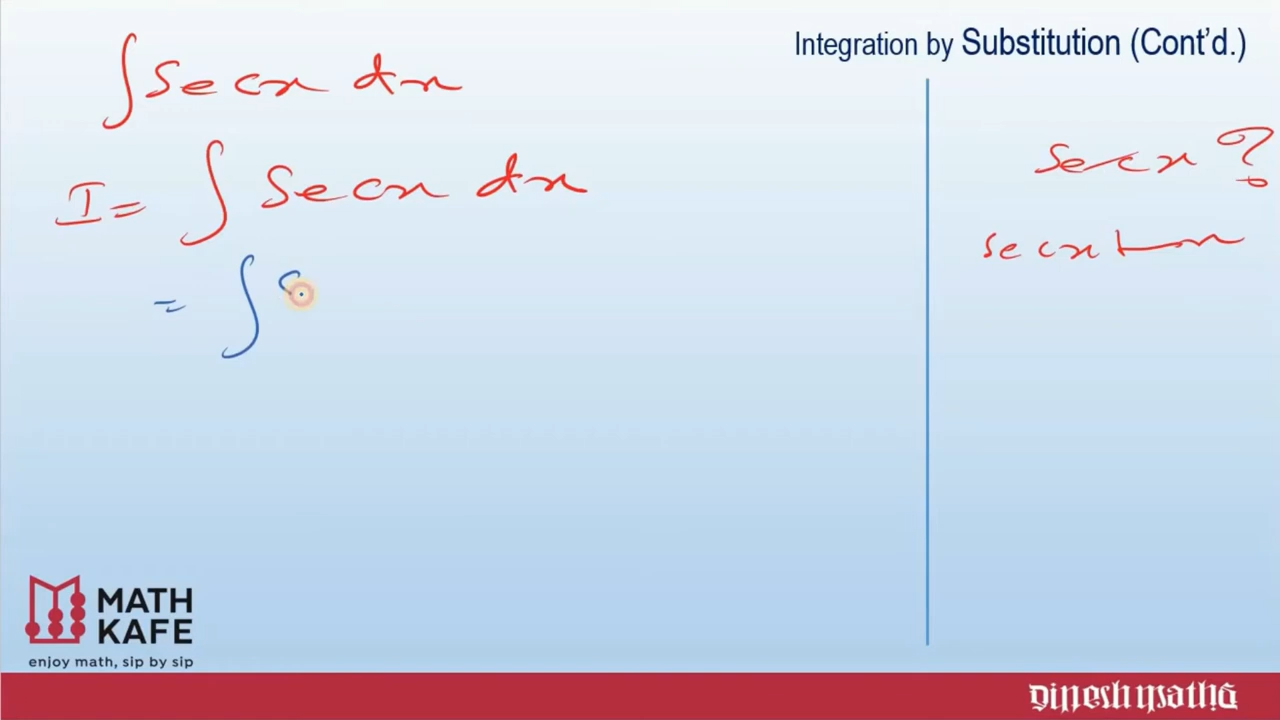 Integration by Substitution (Cont'd.)
∫ secx dx
I = ∫ secx dx
= ∫ s
secx ?
secx tanx
MATH
KAFE
enjoy math, sip by sip
dineshmaths